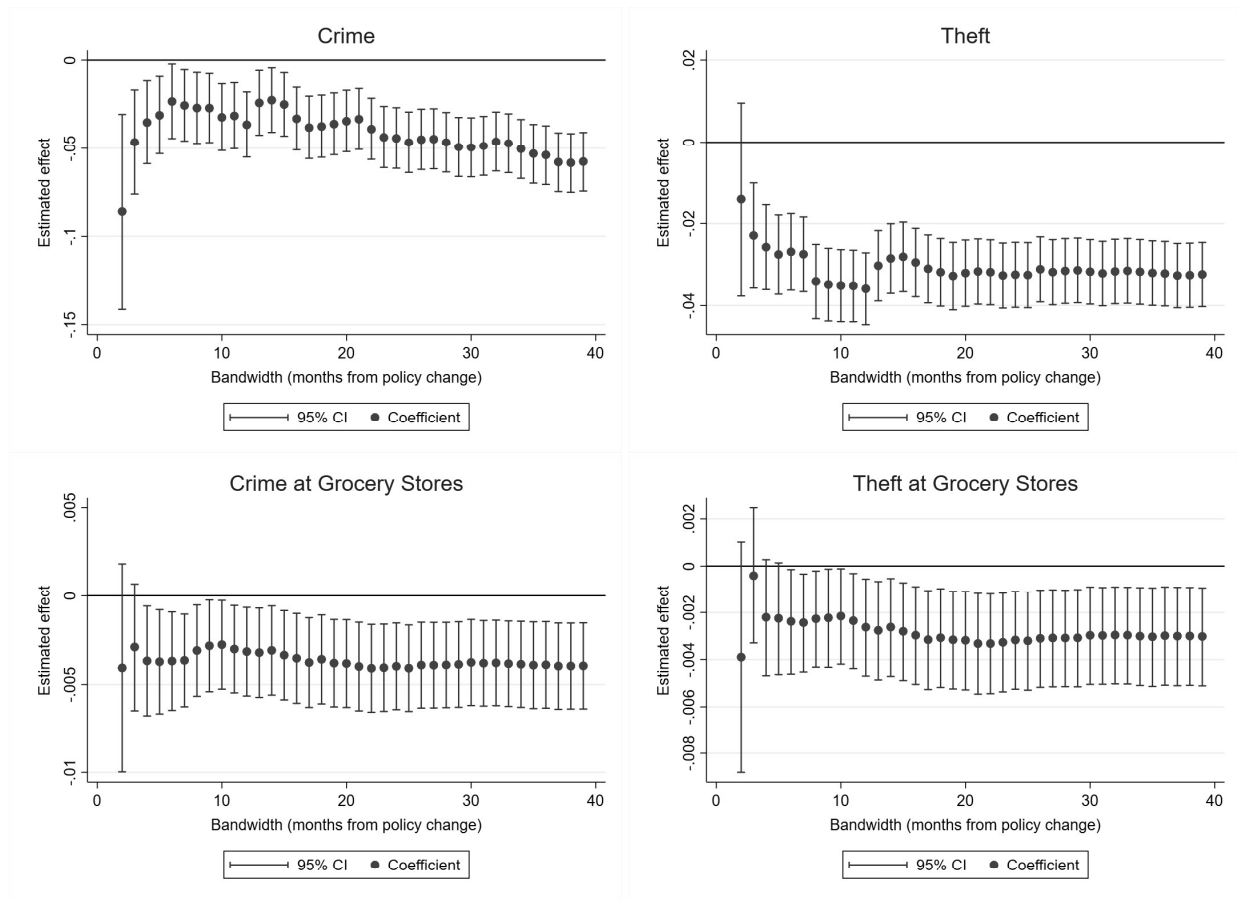 Crime
Estimated effect
0
-.05
-.1
-.15
0 10 20 30 40
Bandwidth (months from policy change)
95% CI Coefficient
Theft
Estimated effect
.02
0
-.02
-.04
0 10 20 30 40
Bandwidth (months from policy change)
95% CI Coefficient
Crime at Grocery Stores
Estimated effect
.005
0
-.005
-.01
0 10 20 30 40
Bandwidth (months from policy change)
95% CI Coefficient
Theft at Grocery Stores
Estimated effect
.002
0
-.002
-.004
-.006
-.008
0 10 20 30 40
Bandwidth (months from policy change)
95% CI Coefficient